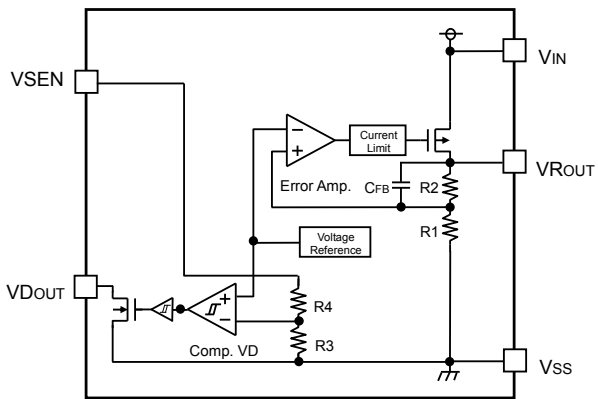 VIN
VSEN
Current
Limit
−
+
Error Amp.
CFB
R2
VROUT
R1
Voltage
Reference
VDOUT
+
−
R4
R3
Comp. VD
VSS